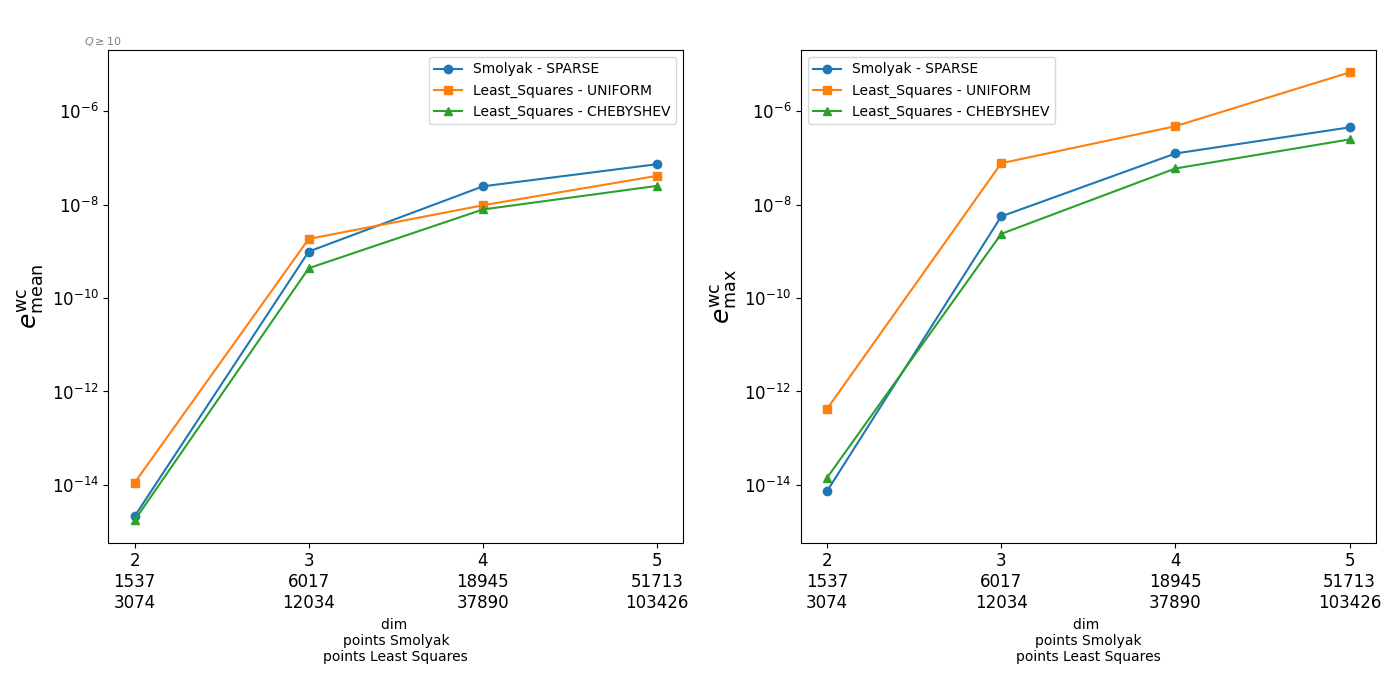 Q ≥ 10
Smolyak - SPARSE
Least_Squares - UNIFORM
Least_Squares - CHEBYSHEV
10⁻⁶
10⁻⁸
10⁻¹⁰
10⁻¹²
10⁻¹⁴
e^wc_mean
2 3 4 5
1537 6017 18945 51713
3074 12034 37890 103426
dim
points Smolyak
points Least Squares
Smolyak - SPARSE
Least_Squares - UNIFORM
Least_Squares - CHEBYSHEV
10⁻⁶
10⁻⁸
10⁻¹⁰
10⁻¹²
10⁻¹⁴
e^wc_max
2 3 4 5
1537 6017 18945 51713
3074 12034 37890 103426
dim
points Smolyak
points Least Squares